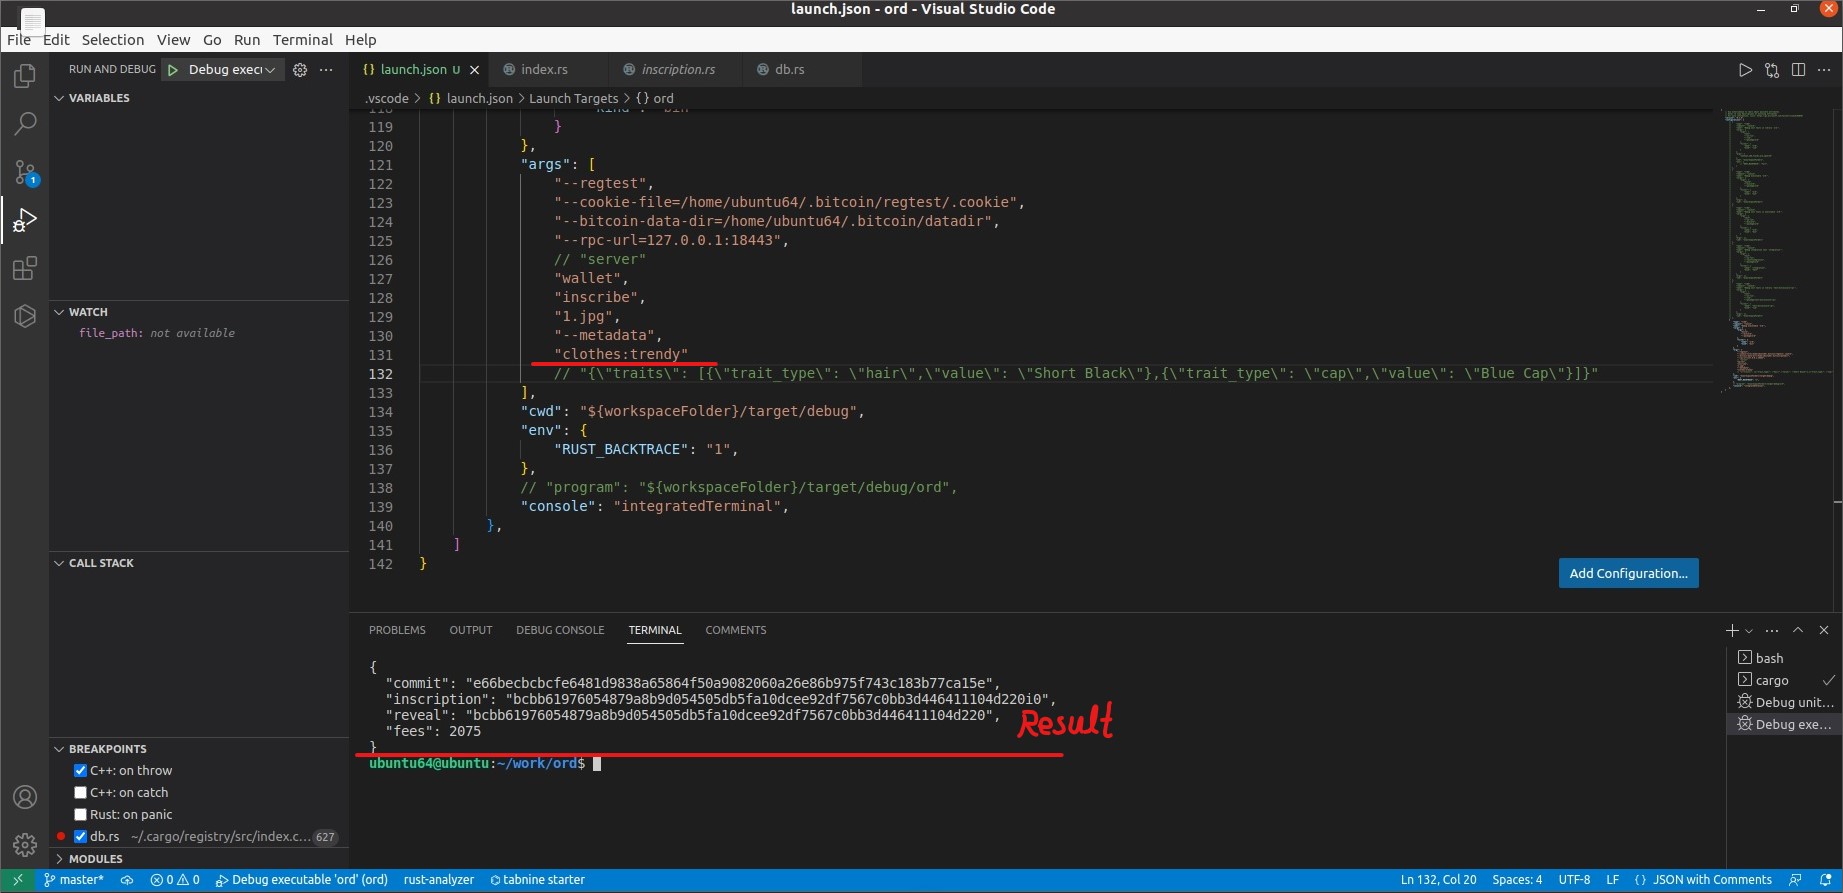 launch.json - ord - Visual Studio Code
File Edit Selection View Go Run Terminal Help
RUN AND DEBUG
Debug exect
VARIABLES
WATCH
file_path: not available
CALL STACK
BREAKPOINTS
C++: on throw
C++: on catch
Rust: on panic
db.rs ~/.cargo/registry/src/index.c... 627
MODULES
{} launch.json U index.rs inscription.rs db.rs
.vscode > {} launch.json > Launch Targets > {} ord
119 }
120 },
121 "args": [
122 "--regtest",
123 "--cookie-file=/home/ubuntu64/.bitcoin/regtest/.cookie",
124 "--bitcoin-data-dir=/home/ubuntu64/.bitcoin/datadir",
125 "--rpc-url=127.0.0.1:18443",
126 // "server"
127 "wallet",
128 "inscribe",
129 "1.jpg",
130 "--metadata",
131 "clothes:trendy"
132 // "{\"traits\": [{\"trait_type\": \"hair\",\"value\": \"Short Black\"},{\"trait_type\": \"cap\",\"value\": \"Blue Cap\"}]}"
133 ],
134 "cwd": "${workspaceFolder}/target/debug",
135 "env": {
136 "RUST_BACKTRACE": "1",
137 },
138 // "program": "${workspaceFolder}/target/debug/ord",
139 "console": "integratedTerminal",
140 },
141 ]
142 }
Add Configuration...
PROBLEMS OUTPUT DEBUG CONSOLE TERMINAL COMMENTS
{
"commit": "e66becbcbcfe6481d9838a65864f50a9082060a26e86b975f743c183b77ca15e",
"inscription": "bcbb61976054879a8b9d054505db5fa10dcee92df7567c0bb3d446411104d220i0",
"reveal": "bcbb61976054879a8b9d054505db5fa10dcee92df7567c0bb3d446411104d220",
"fees": 2075
}
Result
ubuntu64@ubuntu:~/work/ord$
bash
cargo
Debug unit...
Debug exe...
master* 0 0 Debug executable 'ord' (ord) rust-analyzer tabnine starter Ln 132, Col 20 Spaces: 4 UTF-8 LF {} JSON with Comments